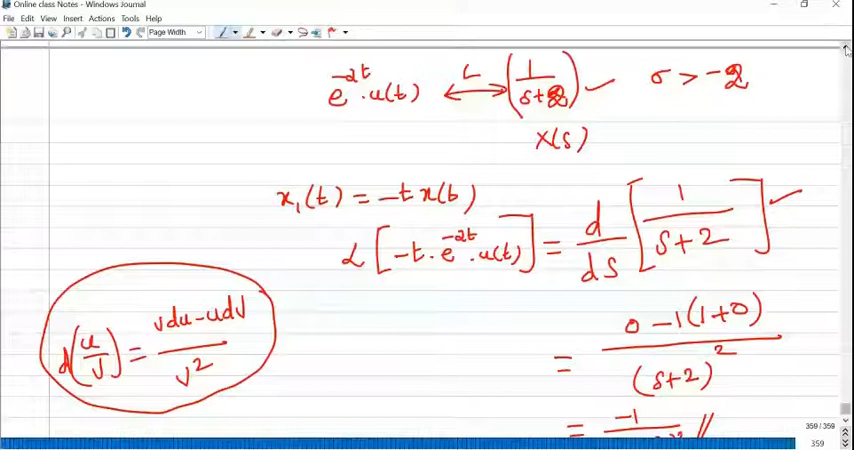 Online class Notes - Windows Journal
File Edit View Insert Actions Tools Help
Page Width
e^{-2t}.u(t) ←L→ (1/(s+2)) ✓ σ > -2
X(s)
x₁(t) = -t x(t)
L[-t.e^{-2t}.u(t)] = d/ds [1/(s+2)] ✓
d(u/v) = (vdu-udv)/v²
= (0-1(1+0))/(s+2)²
= -1
359 / 359
359